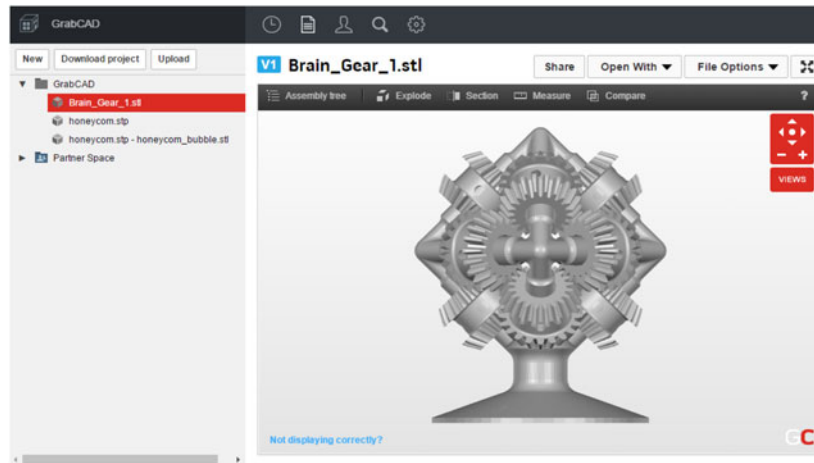 GrabCAD
New Download project Upload
GrabCAD
Brain_Gear_1.stl
honeycom.stp
honeycom.stp - honeycom_bubble.stl
Partner Space
V1 Brain_Gear_1.stl
Share Open With File Options
Assembly tree Explode Section Measure Compare ?
VIEWS
Not displaying correctly?
GC